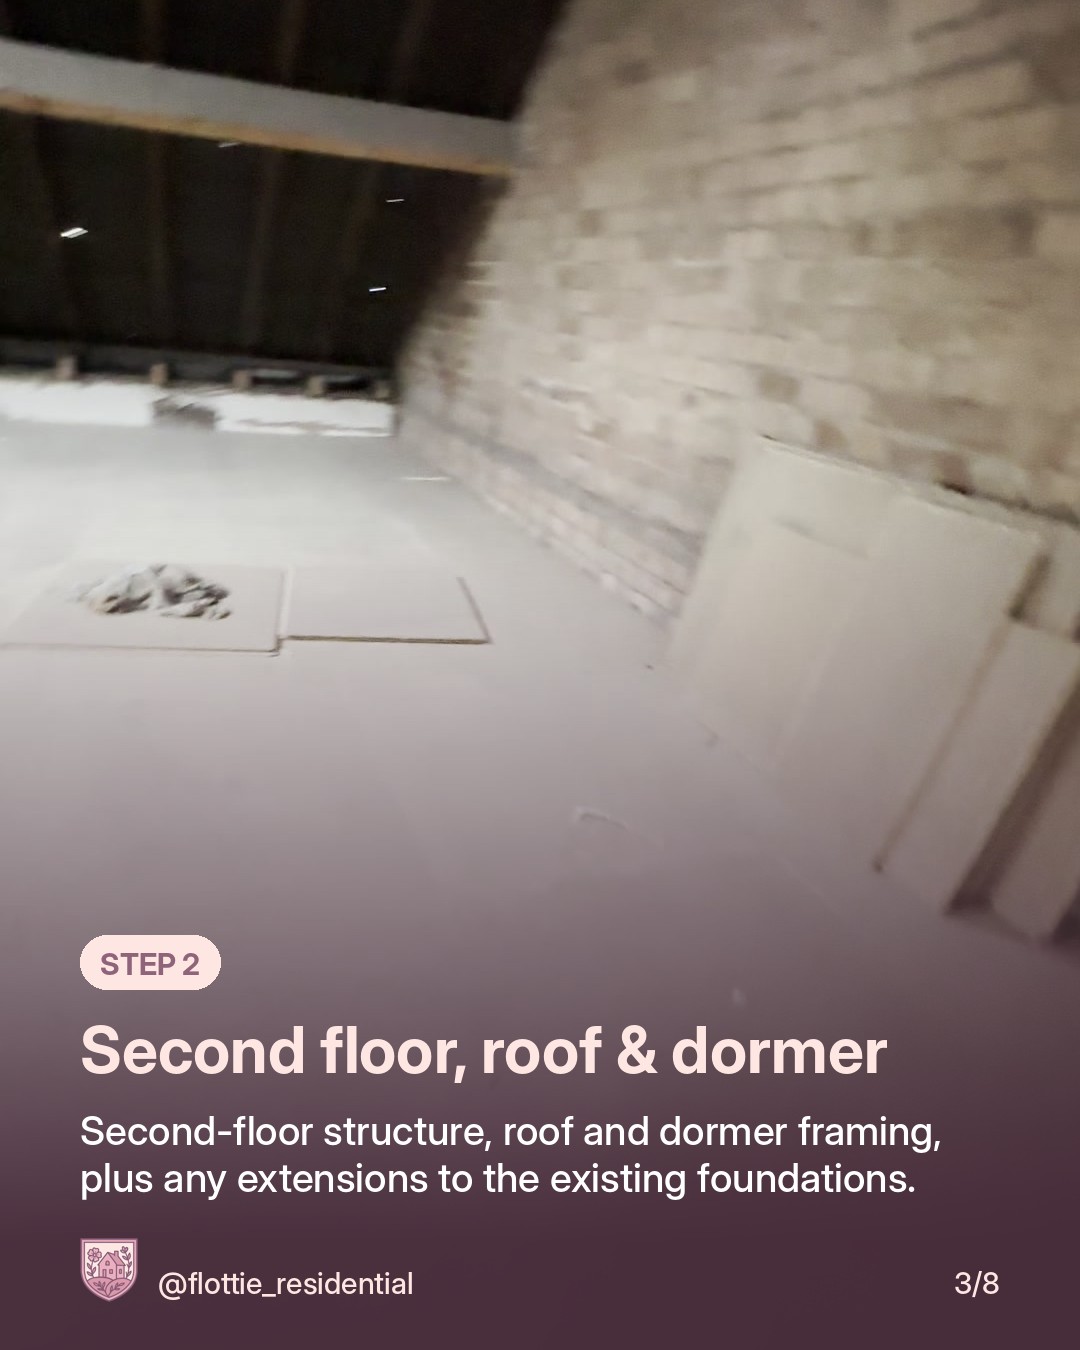 STEP 2
Second floor, roof & dormer
Second-floor structure, roof and dormer framing,
plus any extensions to the existing foundations.
@flottie_residential
3/8